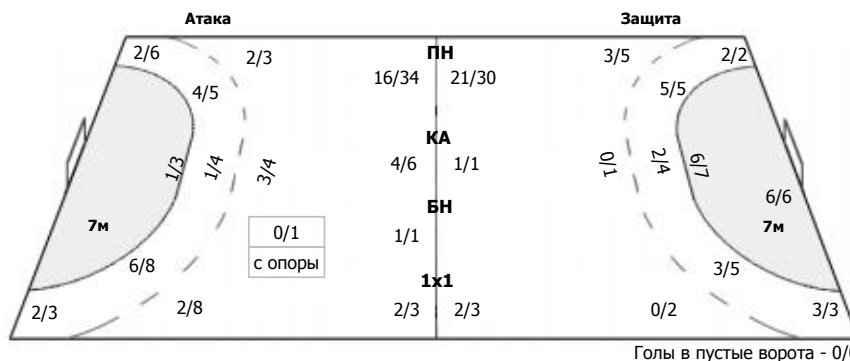 Атака Защита
2/6 2/3 ПН 3/5 2/2
16/34 21/30
4/5 5/5
КА
1/3 1/4 3/4 4/6 1/1 0/1 2/4 6/7
БН 6/6
7м 0/1 1/1 7м
с опоры
6/8 3/5
1x1
2/3 2/8 2/3 2/3 0/2 3/3
Голы в пустые ворота -